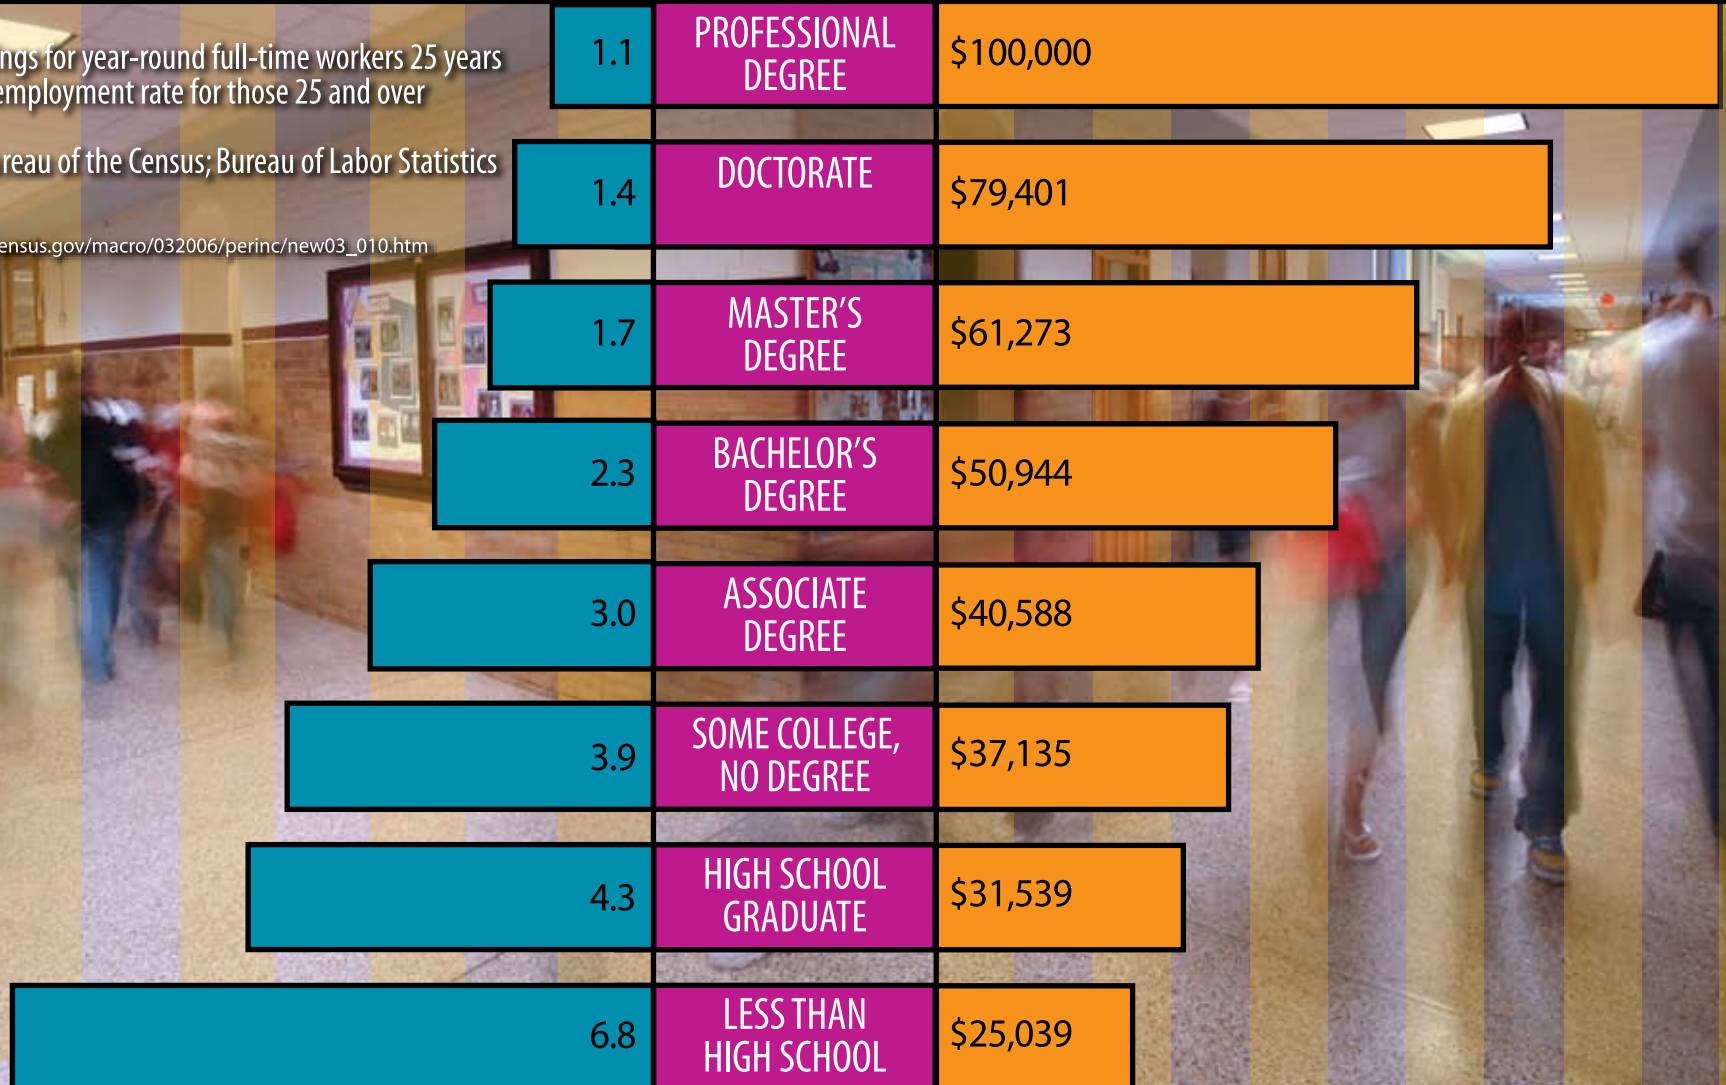 ngs for year-round full-time workers 25 years
employment rate for those 25 and over
reau of the Census; Bureau of Labor Statistics
ensus.gov/macro/032006/perinc/new03_010.htm
1.1
PROFESSIONAL
DEGREE
$100,000
1.4
DOCTORATE
$79,401
1.7
MASTER’S
DEGREE
$61,273
2.3
BACHELOR’S
DEGREE
$50,944
3.0
ASSOCIATE
DEGREE
$40,588
3.9
SOME COLLEGE,
NO DEGREE
$37,135
4.3
HIGH SCHOOL
GRADUATE
$31,539
6.8
LESS THAN
HIGH SCHOOL
$25,039